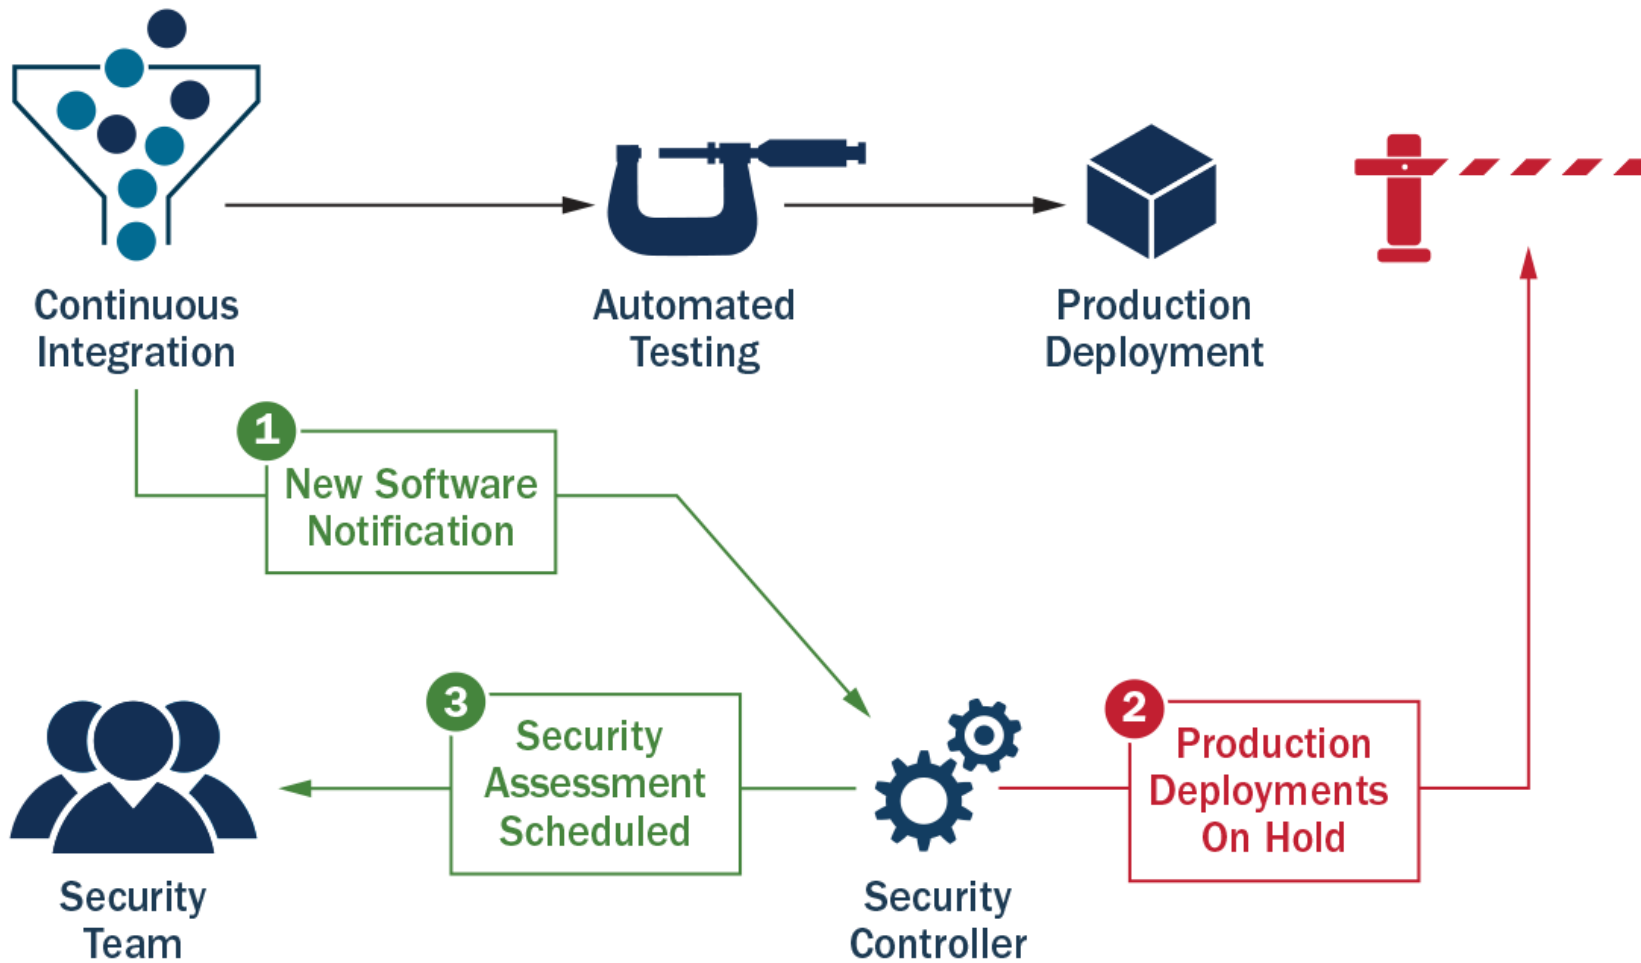 Continuous
Integration
Automated
Testing
Production
Deployment
1
New Software
Notification
3
Security
Assessment
Scheduled
2
Production
Deployments
On Hold
Security
Team
Security
Controller